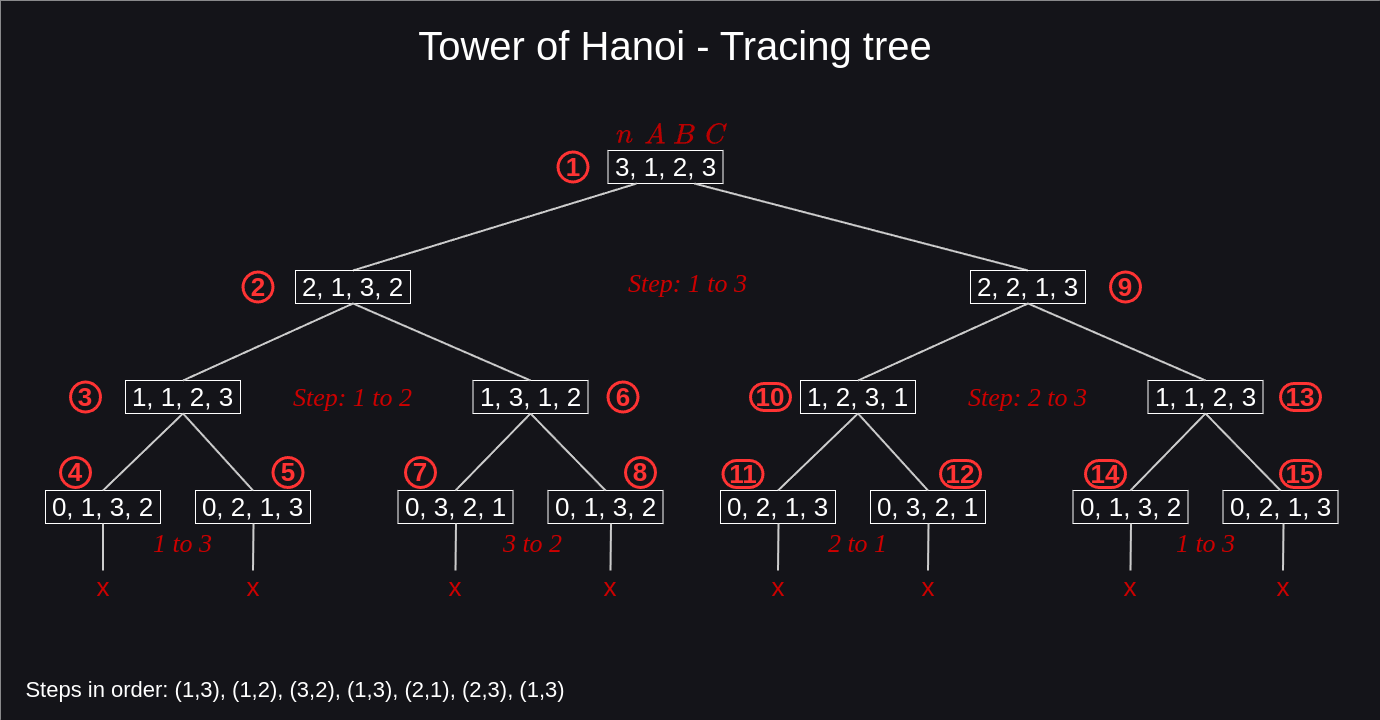 Tower of Hanoi - Tracing tree
n A B C
1 3, 1, 2, 3
2 2, 1, 3, 2 Step: 1 to 3 2, 2, 1, 3 9
3 1, 1, 2, 3 Step: 1 to 2 1, 3, 1, 2 6 10 1, 2, 3, 1 Step: 2 to 3 1, 1, 2, 3 13
4 5 7 8 11 12 14 15
0, 1, 3, 2 0, 2, 1, 3 0, 3, 2, 1 0, 1, 3, 2 0, 2, 1, 3 0, 3, 2, 1 0, 1, 3, 2 0, 2, 1, 3
1 to 3 3 to 2 2 to 1 1 to 3
x x x x x x x x
Steps in order: (1,3), (1,2), (3,2), (1,3), (2,1), (2,3), (1,3)